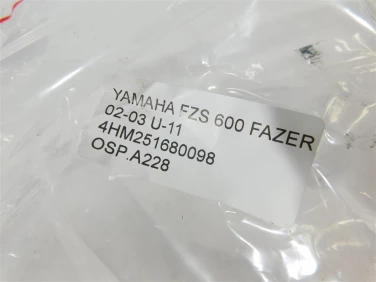 YAMAHA FZS 600 FAZER
02-03 U-11
4HM251680098
OSP.A228